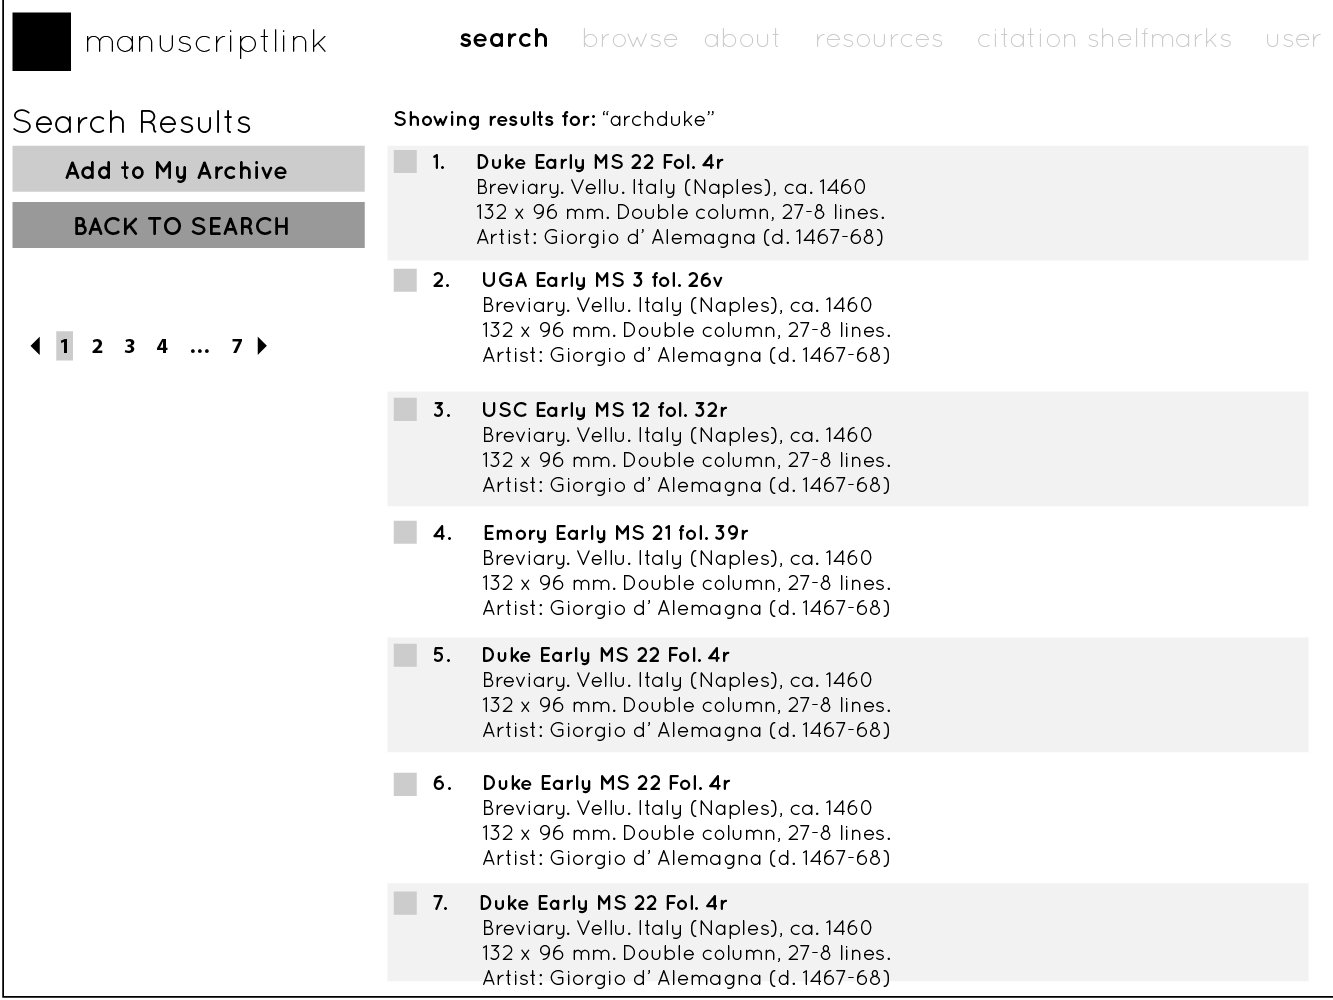 manuscriptlink
search browse about resources citation shelfmarks user
Search Results
Add to My Archive
BACK TO SEARCH
1 2 3 4 ... 7
Showing results for: “archduke”
1. Duke Early MS 22 Fol. 4r
Breviary. Vellu. Italy (Naples), ca. 1460
132 x 96 mm. Double column, 27-8 lines.
Artist: Giorgio d’ Alemagna (d. 1467-68)
2. UGA Early MS 3 fol. 26v
Breviary. Vellu. Italy (Naples), ca. 1460
132 x 96 mm. Double column, 27-8 lines.
Artist: Giorgio d’ Alemagna (d. 1467-68)
3. USC Early MS 12 fol. 32r
Breviary. Vellu. Italy (Naples), ca. 1460
132 x 96 mm. Double column, 27-8 lines.
Artist: Giorgio d’ Alemagna (d. 1467-68)
4. Emory Early MS 21 fol. 39r
Breviary. Vellu. Italy (Naples), ca. 1460
132 x 96 mm. Double column, 27-8 lines.
Artist: Giorgio d’ Alemagna (d. 1467-68)
5. Duke Early MS 22 Fol. 4r
Breviary. Vellu. Italy (Naples), ca. 1460
132 x 96 mm. Double column, 27-8 lines.
Artist: Giorgio d’ Alemagna (d. 1467-68)
6. Duke Early MS 22 Fol. 4r
Breviary. Vellu. Italy (Naples), ca. 1460
132 x 96 mm. Double column, 27-8 lines.
Artist: Giorgio d’ Alemagna (d. 1467-68)
7. Duke Early MS 22 Fol. 4r
Breviary. Vellu. Italy (Naples), ca. 1460
132 x 96 mm. Double column, 27-8 lines.
Artist: Giorgio d’ Alemagna (d. 1467-68)